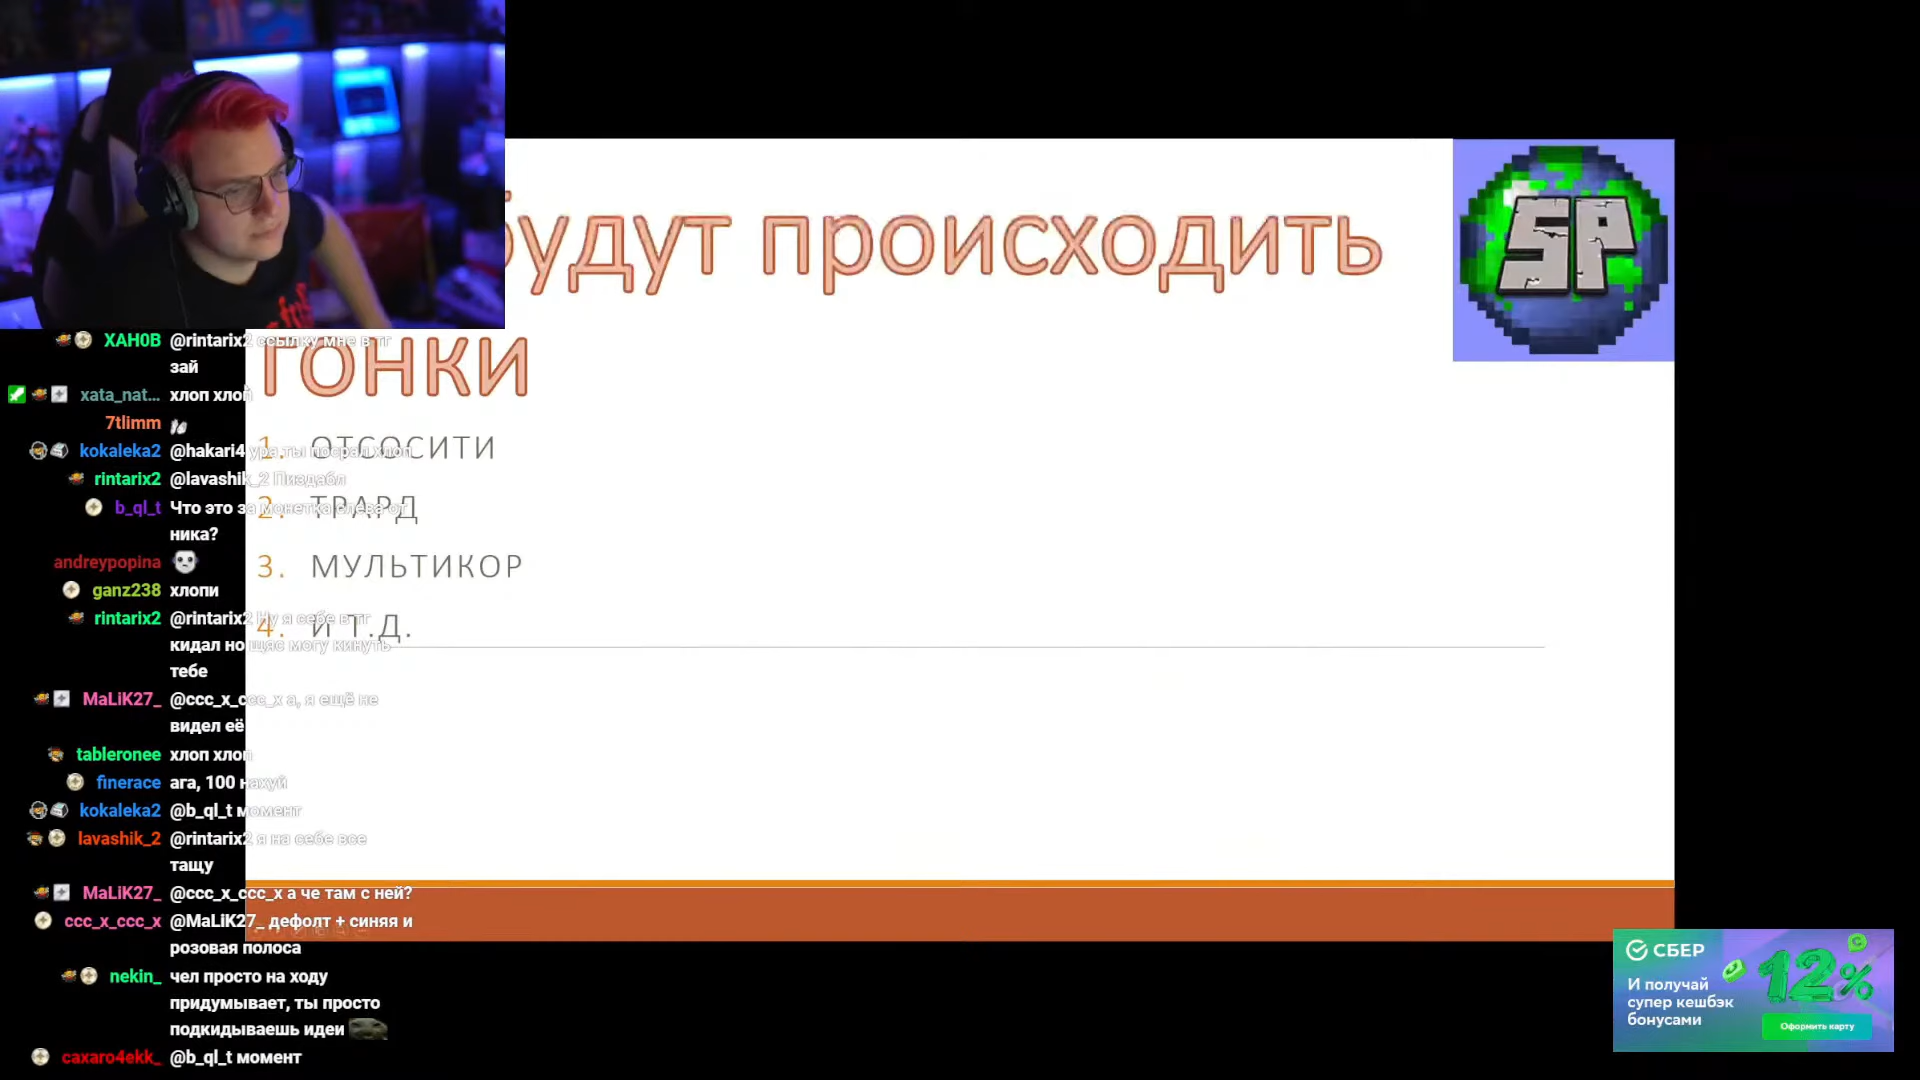 будут происходить
гонки
SP
1. ОТСОСИТИ
2. ТРАРД
3. МУЛЬТИКОР
4. И Т.Д.
XAH0B @rintarix2 ссылку мне в тг
зай
xata_nat... хлоп хлоп
7tlimm
kokaleka2 @hakari4 ура ты посрал хлоп
rintarix2 @lavashik_2 Пиздабл
b_ql_t Что это за монетка слева от
ника?
andreypopina
ganz238 хлопи
rintarix2 @rintarix2 Ну я себе в тг
кидал но щяс могу кинуть
тебе
MaLiK27_ @ccc_x_ccc_x а, я ещё не
видел её
tableronee хлоп хлоп
finerace ага, 100 нахуй
kokaleka2 @b_ql_t момент
lavashik_2 @rintarix2 я на себе все
тащу
MaLiK27_ @ccc_x_ccc_x а че там с ней?
ccc_x_ccc_x @MaLiK27_ дефолт + синяя и
розовая полоса
nekin_ чел просто на ходу
придумывает, ты просто
подкидываешь идеи
caxaro4ekk_ @b_ql_t момент
СБЕР
12%
И получай
супер кешбэк
бонусами
Оформить карту